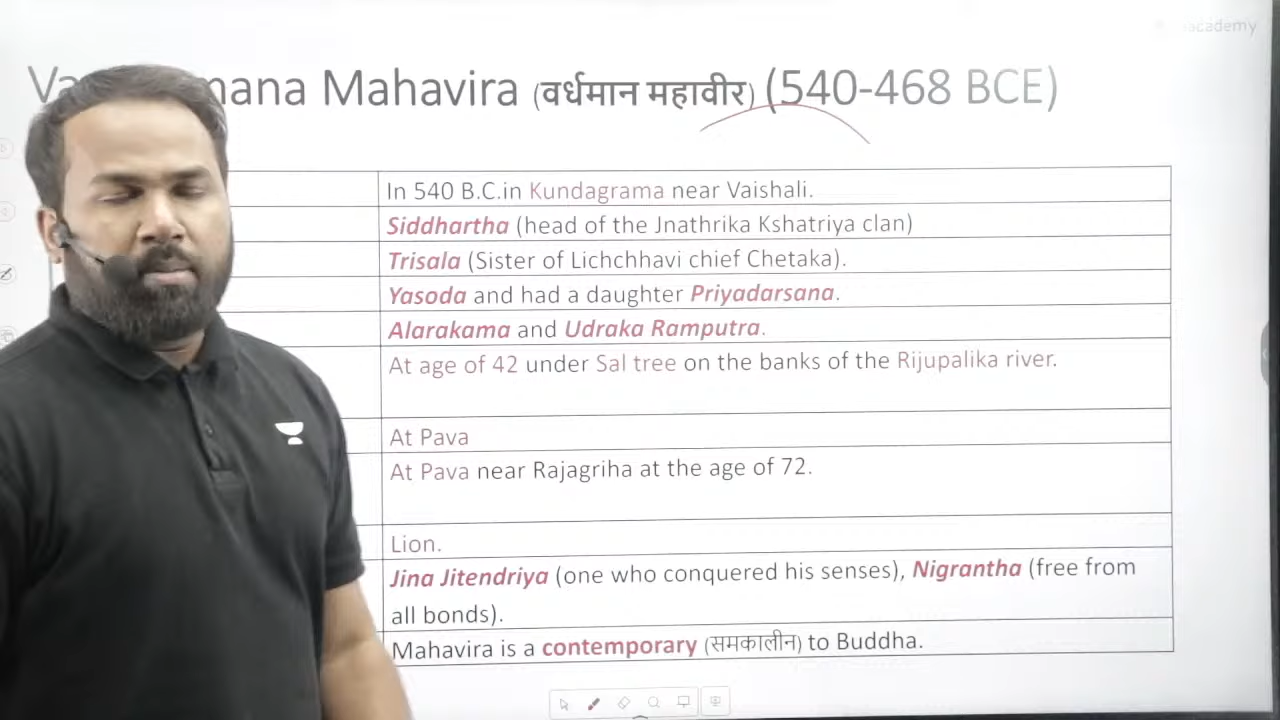 Mahavira (वर्धमान महावीर) (540-468 BCE)
In 540 B.C.in Kundagrama near Vaishali.
Siddhartha (head of the Jnathrika Kshatriya clan)
Trisala (Sister of Lichchhavi chief Chetaka).
Yasoda and had a daughter Priyadarsana.
Alarakama and Udraka Ramputra.
At age of 42 under Sal tree on the banks of the Rijupalika river.
At Pava
At Pava near Rajagriha at the age of 72.
Lion.
Jina Jitendriya (one who conquered his senses), Nigrantha (free from
all bonds).
Mahavira is a contemporary (समकालीन) to Buddha.